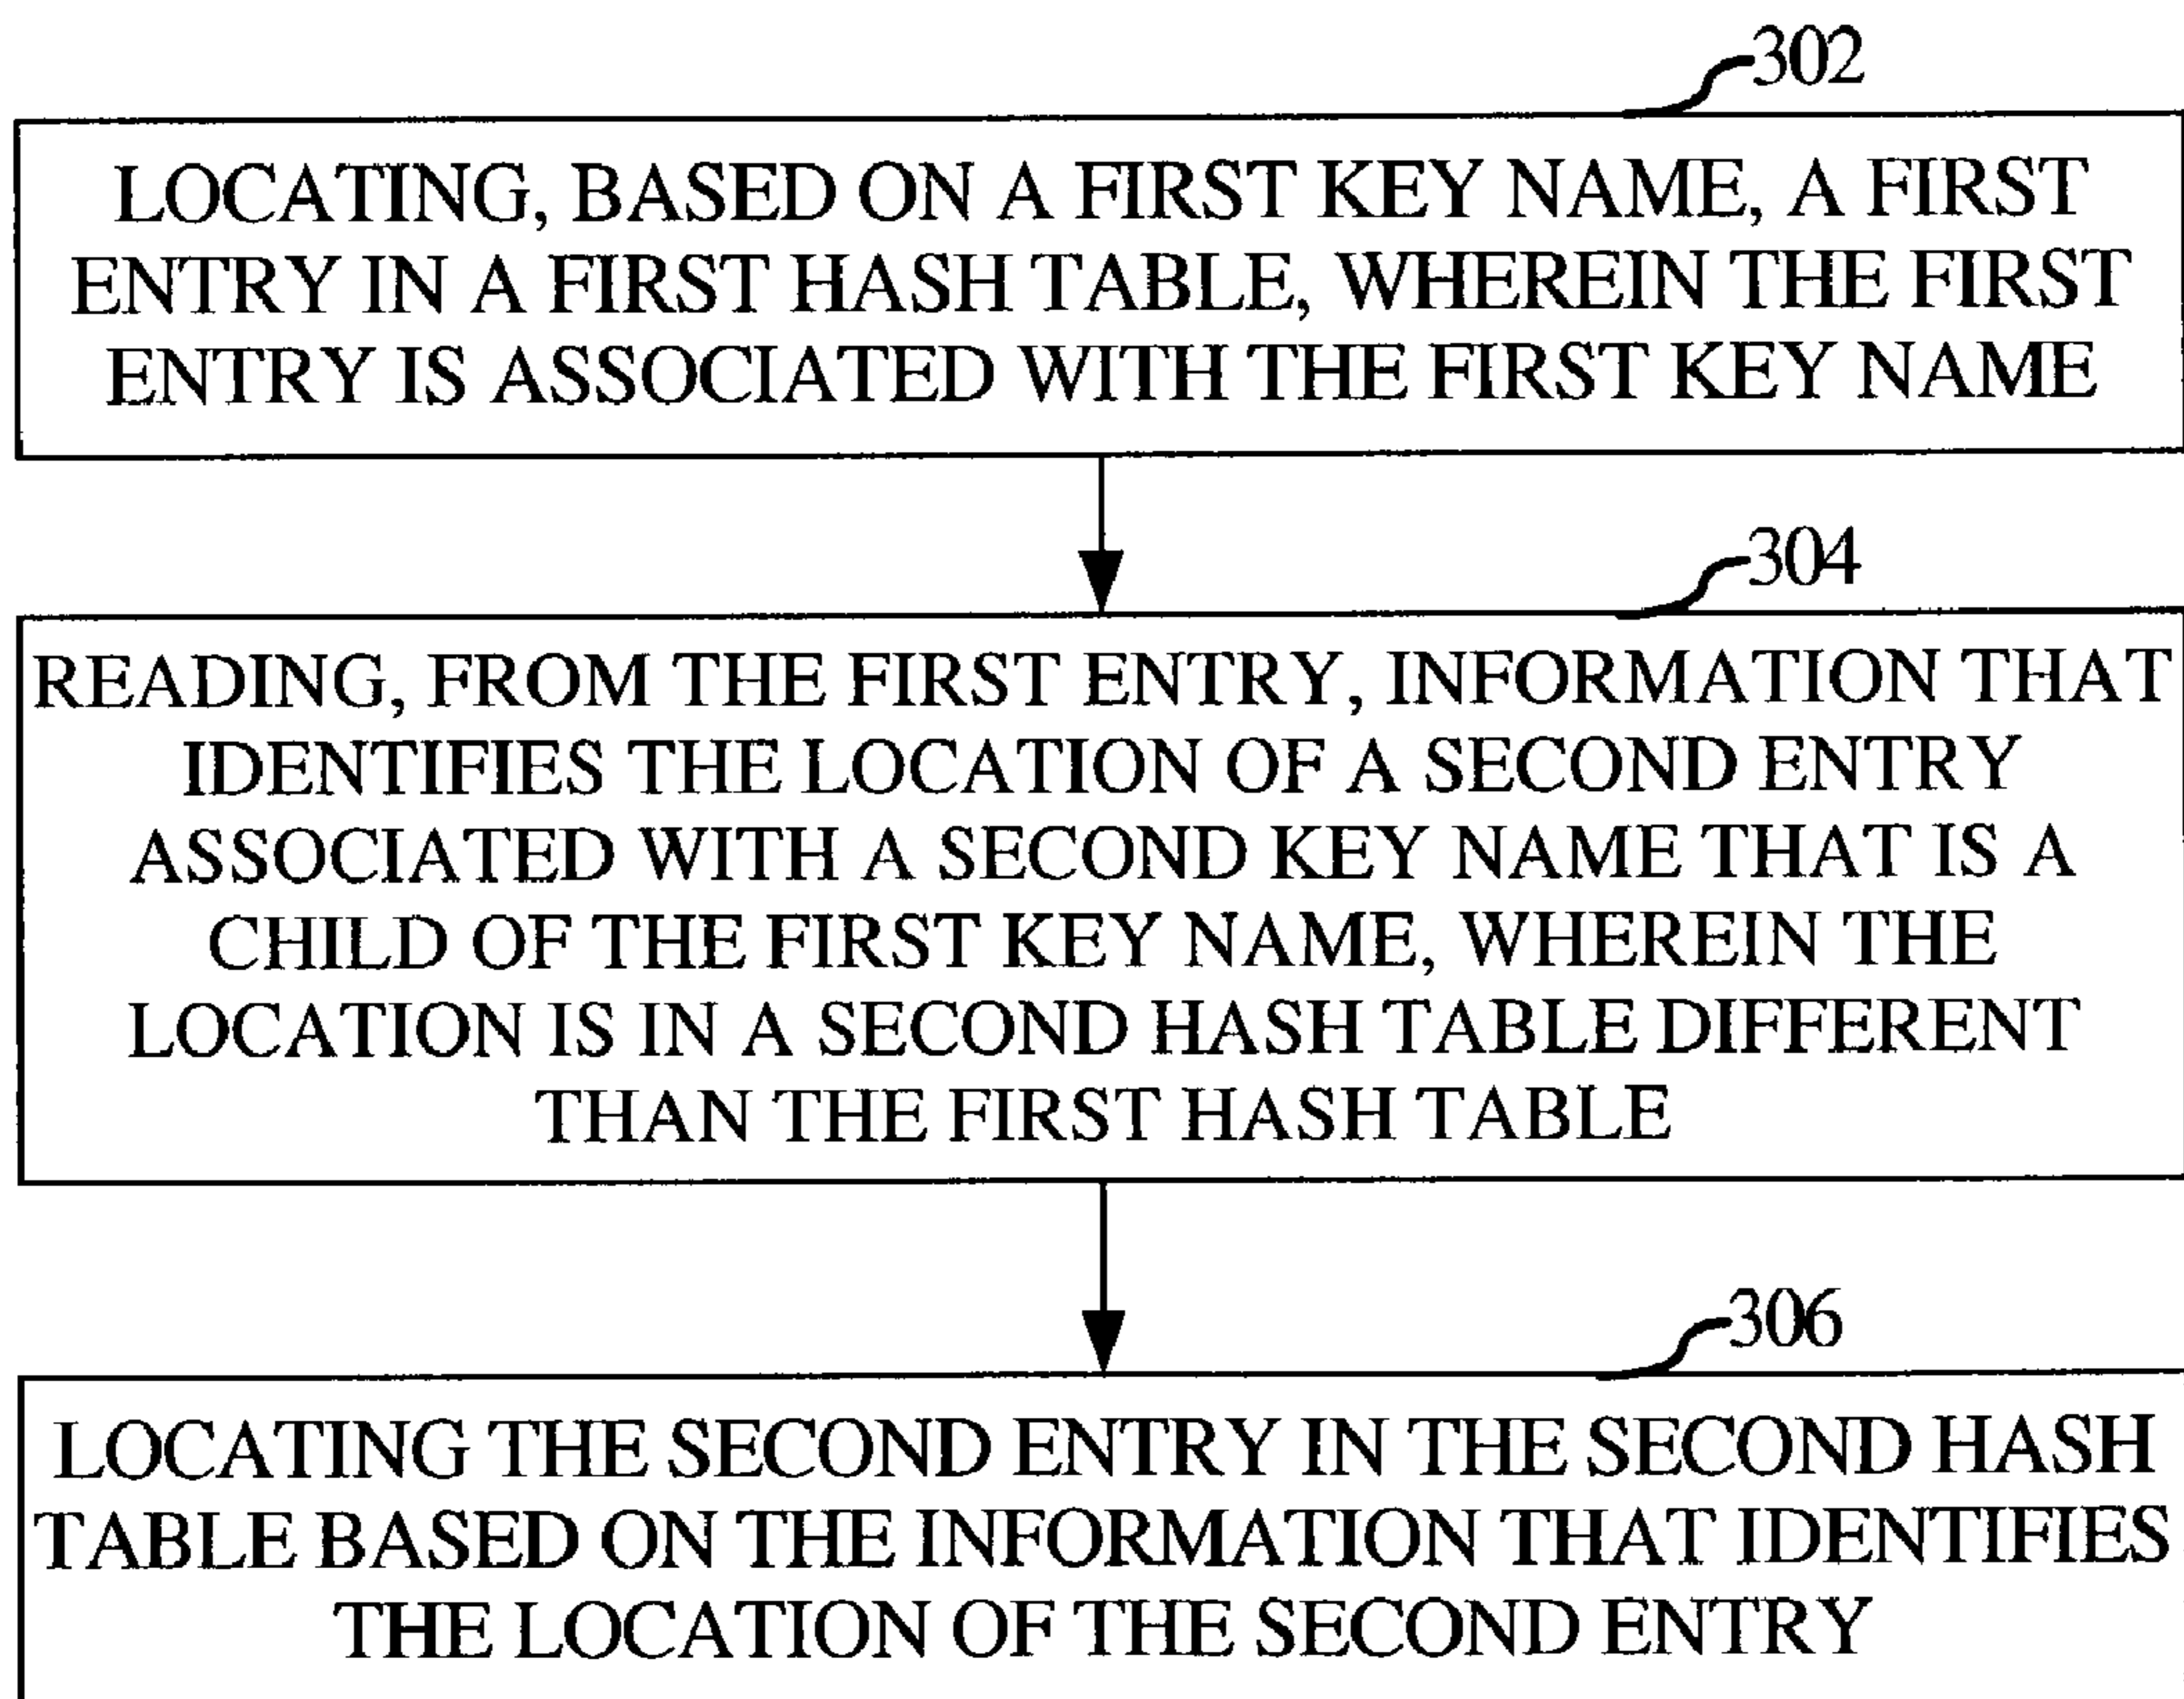 302
LOCATING, BASED ON A FIRST KEY NAME, A FIRST
ENTRY IN A FIRST HASH TABLE, WHEREIN THE FIRST
ENTRY IS ASSOCIATED WITH THE FIRST KEY NAME
304
READING, FROM THE FIRST ENTRY, INFORMATION THAT
IDENTIFIES THE LOCATION OF A SECOND ENTRY
ASSOCIATED WITH A SECOND KEY NAME THAT IS A
CHILD OF THE FIRST KEY NAME, WHEREIN THE
LOCATION IS IN A SECOND HASH TABLE DIFFERENT
THAN THE FIRST HASH TABLE
306
LOCATING THE SECOND ENTRY IN THE SECOND HASH
TABLE BASED ON THE INFORMATION THAT IDENTIFIES
THE LOCATION OF THE SECOND ENTRY